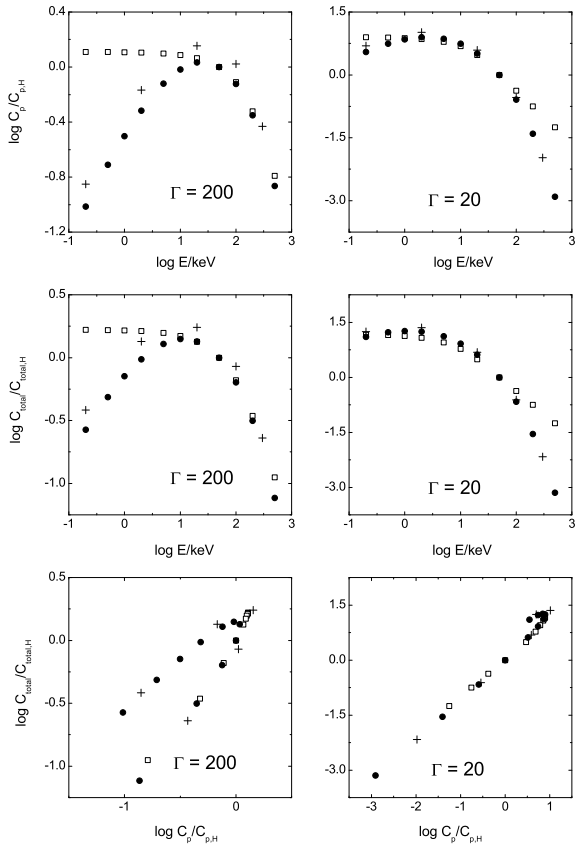 log C_p/C_p,H
0.4
0.0
-0.4
-0.8
-1.2
Γ = 200
-1 0 1 2 3
log E/keV
1.5
0.0
-1.5
-3.0
Γ = 20
-1 0 1 2 3
log E/keV
log C_total/C_total,H
0.5
0.0
-0.5
-1.0
Γ = 200
-1 0 1 2 3
log E/keV
1.5
0.0
-1.5
-3.0
Γ = 20
-1 0 1 2 3
log E/keV
log C_total/C_total,H
0.5
0.0
-0.5
-1.0
Γ = 200
-1 0
log C_p/C_p,H
1.5
0.0
-1.5
-3.0
Γ = 20
-3 -2 -1 0 1
log C_p/C_p,H